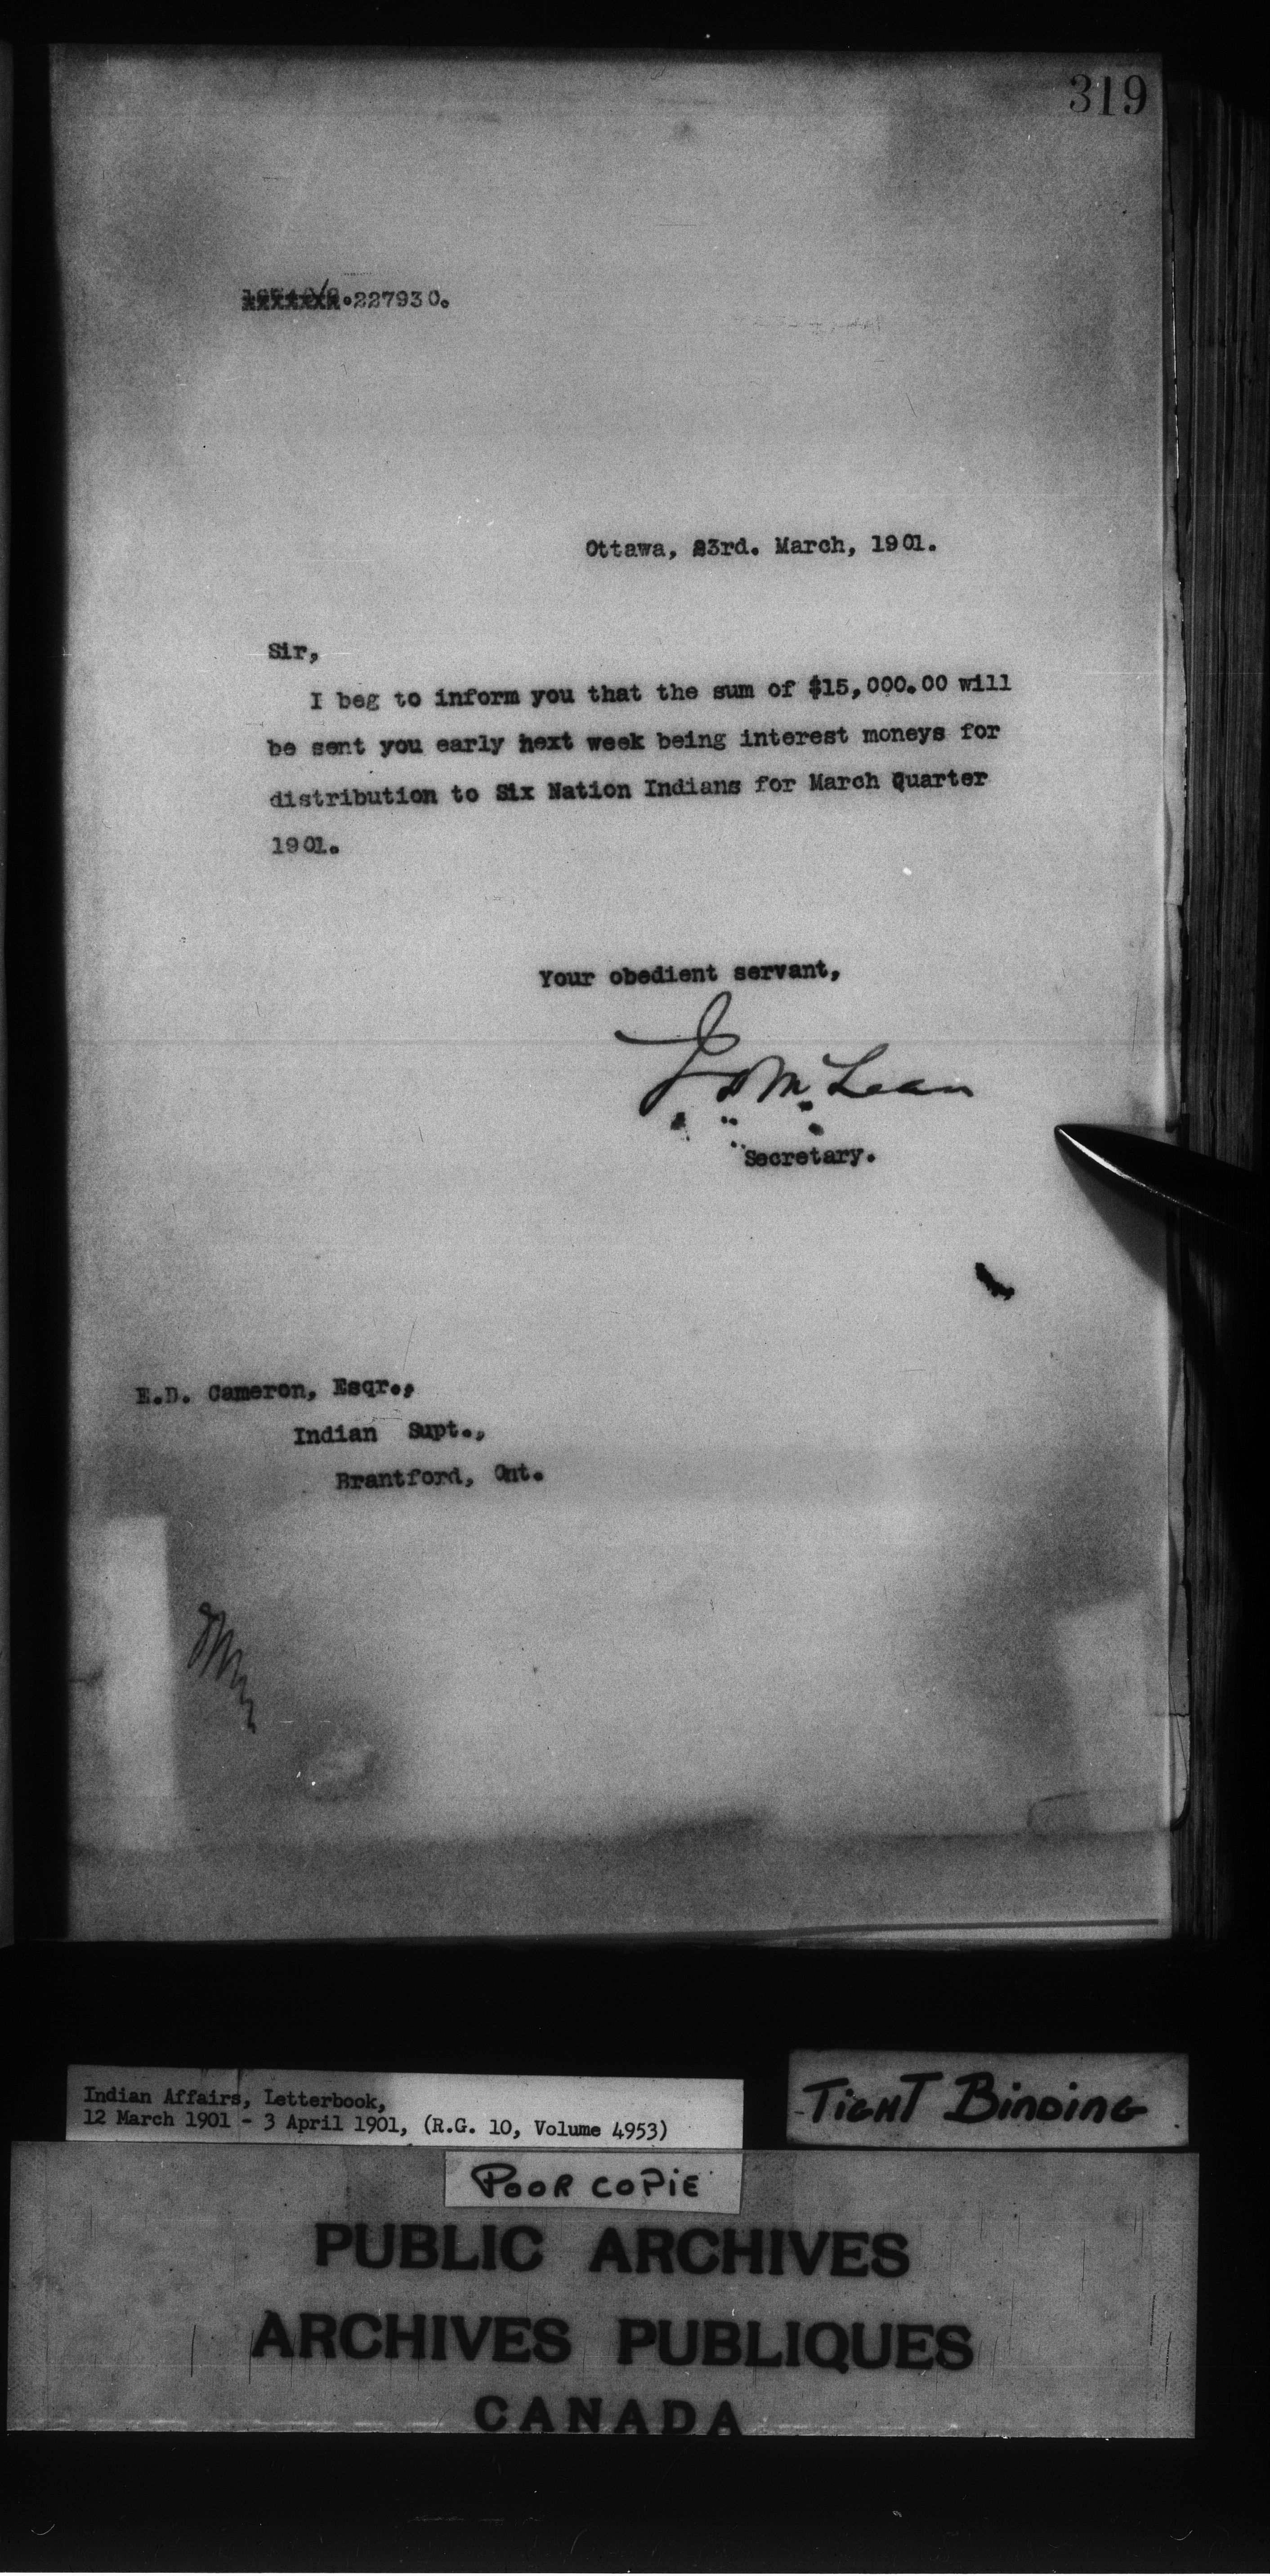 319
227930.
Ottawa, 23rd. March, 1901.
Sir,
I beg to inform you that the sum of $15,000.00 will
be sent you early next week being interest moneys for
distribution to Six Nation Indians for March Quarter
1901.
Your obedient servant,
J D McLean
Secretary.
E.D. Cameron, Esqr.,
Indian Supt.,
Brantford, Ont.
Indian Affairs, Letterbook,
12 March 1901 - 3 April 1901, (R.G. 10, Volume 4953)
TIGHT BINDING
POOR COPIE
PUBLIC ARCHIVES
ARCHIVES PUBLIQUES
CANADA